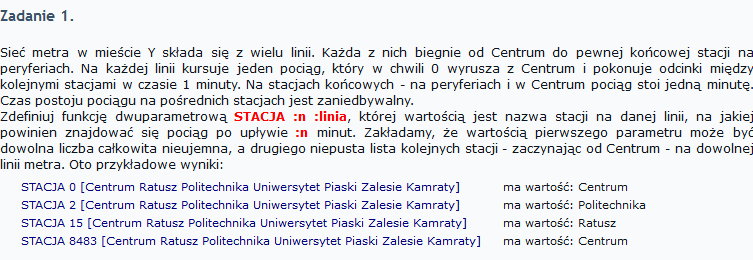 Zadanie 1.
Sieć metra w mieście Y składa się z wielu linii. Każda z nich biegnie od Centrum do pewnej końcowej stacji na
peryferiach. Na każdej linii kursuje jeden pociąg, który w chwili 0 wyrusza z Centrum i pokonuje odcinki między
kolejnymi stacjami w czasie 1 minuty. Na stacjach końcowych - na peryferiach i w Centrum pociąg stoi jedną minutę.
Czas postoju pociągu na pośrednich stacjach jest zaniedbywalny.
Zdefiniuj funkcję dwuparametrową STACJA :n :linia, której wartością jest nazwa stacji na danej linii, na jakiej
powinien znajdować się pociąg po upływie :n minut. Zakładamy, że wartością pierwszego parametru może być
dowolna liczba całkowita nieujemna, a drugiego niepusta lista kolejnych stacji - zaczynając od Centrum - na dowolnej
linii metra. Oto przykładowe wyniki:
STACJA 0 [Centrum Ratusz Politechnika Uniwersytet Piaski Zalesie Kamraty] ma wartość: Centrum
STACJA 2 [Centrum Ratusz Politechnika Uniwersytet Piaski Zalesie Kamraty] ma wartość: Politechnika
STACJA 15 [Centrum Ratusz Politechnika Uniwersytet Piaski Zalesie Kamraty] ma wartość: Ratusz
STACJA 8483 [Centrum Ratusz Politechnika Uniwersytet Piaski Zalesie Kamraty] ma wartość: Centrum